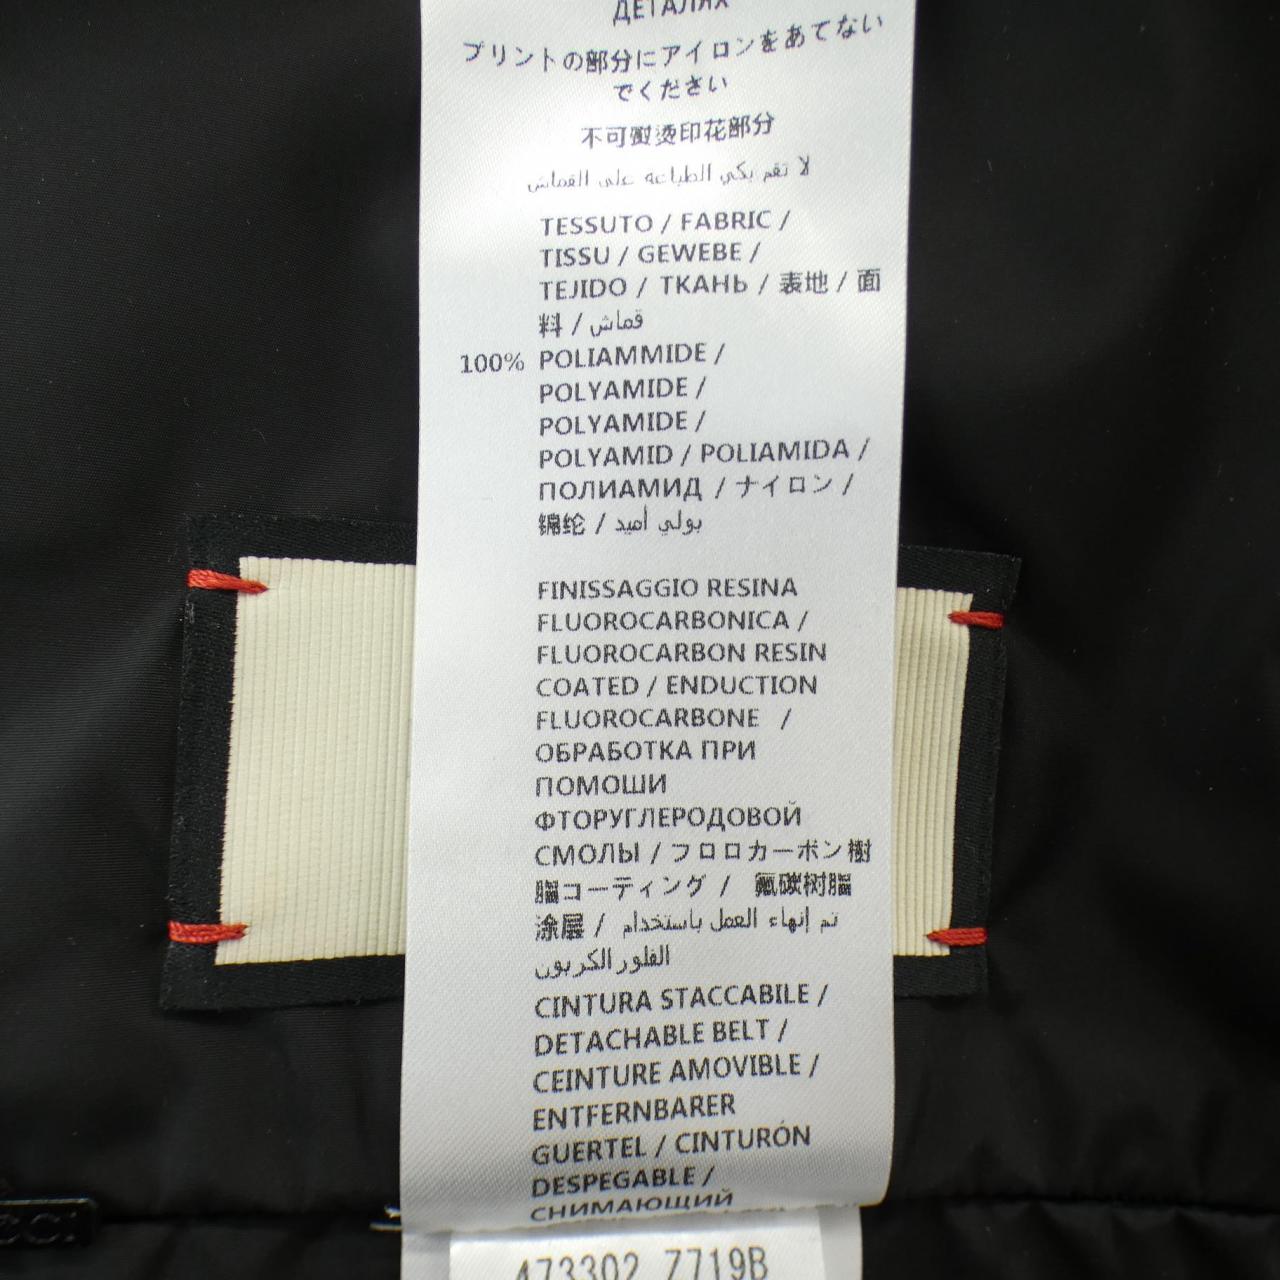 ДЕТАЛЯХ
プリントの部分にアイロンをあてない
でください
不可熨烫印花部分
لا تقم بكي الطباعه على القماش
TESSUTO / FABRIC /
TISSU / GEWEBE /
TEJIDO / ТКАНЬ / 表地 / 面
料 / قماش
100% POLIAMMIDE /
POLYAMIDE /
POLYAMIDE /
POLYAMID / POLIAMIDA /
ПОЛИАМИД / ナイロン /
锦纶 / بولي أميد
FINISSAGGIO RESINA
FLUOROCARBONICA /
FLUOROCARBON RESIN
COATED / ENDUCTION
FLUOROCARBONE /
ОБРАБОТКА ПРИ
ПОМОШИ
ФТОРУГЛЕРОДОВОЙ
СМОЛЫ / フロロカーボン樹
脂コーティング / 氟碳树脂
涂层 / تم إنهاء العمل باستخدام
الفلور الكربون
CINTURA STACCABILE /
DETACHABLE BELT /
CEINTURE AMOVIBLE /
ENTFERNBARER
GUERTEL / CINTURÓN
DESPEGABLE /
СНИМАЮЩИЙ
473302 Z719B